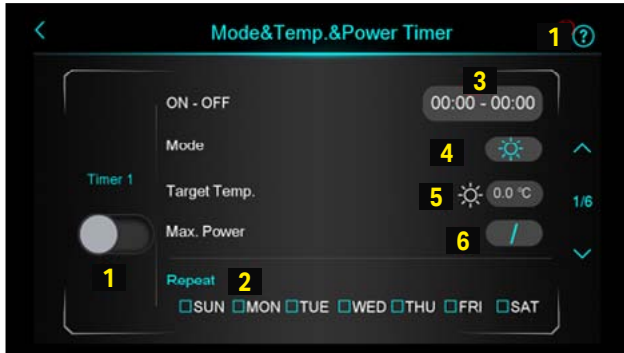 Mode&Temp.&Power Timer 1 ?
3
ON - OFF 00:00 - 00:00
Mode 4
Timer 1
Target Temp. 5 0.0 °C 1/6
Max. Power 6 /
1
Repeat 2
SUN MON TUE WED THU FRI SAT